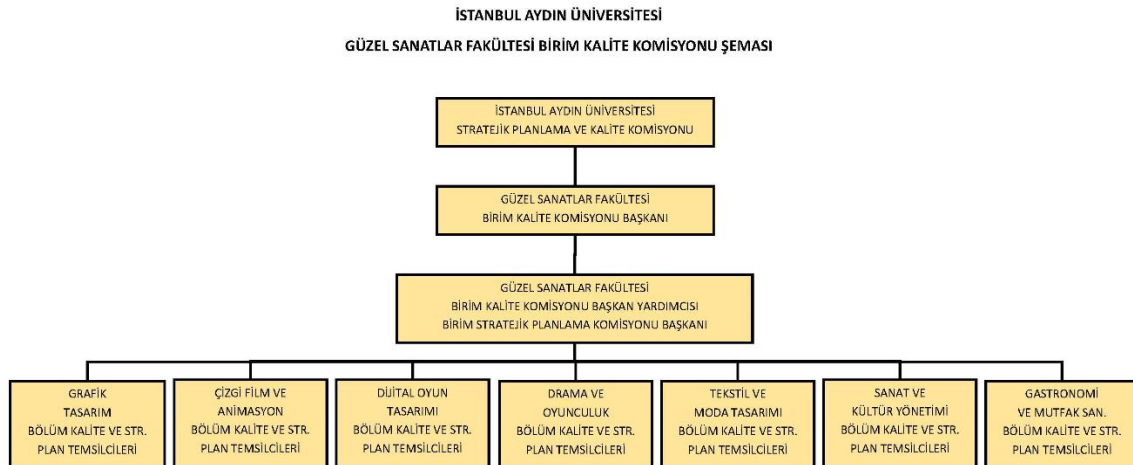 İSTANBUL AYDIN ÜNİVERSİTESİ
GÜZEL SANATLAR FAKÜLTESİ BİRİM KALİTE KOMİSYONU ŞEMASI
İSTANBUL AYDIN ÜNİVERSİTESİ
STRATEJİK PLANLAMA VE KALİTE KOMİSYONU
GÜZEL SANATLAR FAKÜLTESİ
BİRİM KALİTE KOMİSYONU BAŞKANI
GÜZEL SANATLAR FAKÜLTESİ
BİRİM KALİTE KOMİSYONU BAŞKAN YARDIMCISI
BİRİM STRATEJİK PLANLAMA KOMİSYONU BAŞKANI
GRAFİK
TASARIM
BÖLÜM KALİTE VE STR.
PLAN TEMSİLCİLERİ
ÇİZGİ FİLM VE
ANİMASYON
BÖLÜM KALİTE VE STR.
PLAN TEMSİLCİLERİ
DİJİTAL OYUN
TASARIMI
BÖLÜM KALİTE VE STR.
PLAN TEMSİLCİLERİ
DRAMA VE
OYUNCULUK
BÖLÜM KALİTE VE STR.
PLAN TEMSİLCİLERİ
TEKSTİL VE
MODA TASARIMI
BÖLÜM KALİTE VE STR.
PLAN TEMSİLCİLERİ
SANAT VE
KÜLTÜR YÖNETİMİ
BÖLÜM KALİTE VE STR.
PLAN TEMSİLCİLERİ
GASTRONOMİ
VE MUTFAK SAN.
BÖLÜM KALİTE VE STR.
PLAN TEMSİLCİLERİ